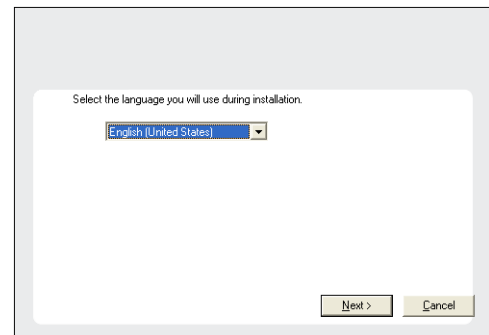 Select the language you will use during installation.
English (United States)
Next >
Cancel